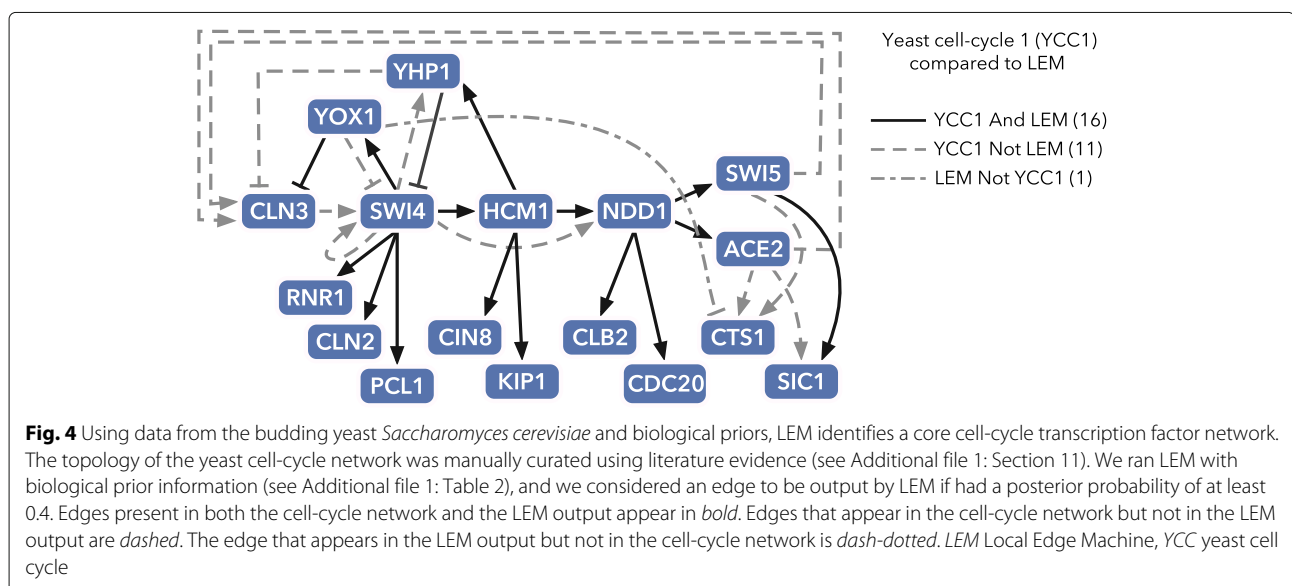 Yeast cell-cycle 1 (YCC1)
compared to LEM
YCC1 And LEM (16)
YCC1 Not LEM (11)
LEM Not YCC1 (1)
YHP1
YOX1
SWI5
CLN3
SWI4
HCM1
NDD1
ACE2
RNR1
CLN2
CIN8
CLB2
CTS1
PCL1
KIP1
CDC20
SIC1
Fig. 4 Using data from the budding yeast Saccharomyces cerevisiae and biological priors, LEM identifies a core cell-cycle transcription factor network.
The topology of the yeast cell-cycle network was manually curated using literature evidence (see Additional file 1: Section 11). We ran LEM with
biological prior information (see Additional file 1: Table 2), and we considered an edge to be output by LEM if had a posterior probability of at least
0.4. Edges present in both the cell-cycle network and the LEM output appear in bold. Edges that appear in the cell-cycle network but not in the LEM
output are dashed. The edge that appears in the LEM output but not in the cell-cycle network is dash-dotted. LEM Local Edge Machine, YCC yeast cell
cycle